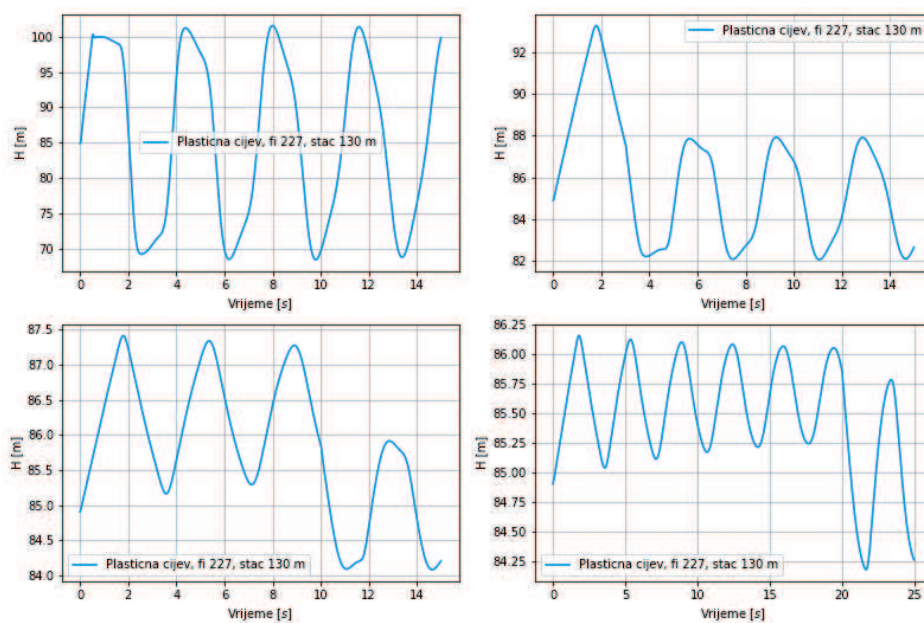 100
95
90
85
80
75
70
H [m]
Plasticna cijev, fi 227, stac 130 m
0 2 4 6 8 10 12 14
Vrijeme [s]
92
90
88
86
84
82
H [m]
Plasticna cijev, fi 227, stac 130 m
0 2 4 6 8 10 12 14
Vrijeme [s]
87.5
87.0
86.5
86.0
85.5
85.0
84.5
84.0
H [m]
Plasticna cijev, fi 227, stac 130 m
0 2 4 6 8 10 12 14
Vrijeme [s]
86.25
86.00
85.75
85.50
85.25
85.00
84.75
84.50
84.25
H [m]
Plasticna cijev, fi 227, stac 130 m
0 5 10 15 20 25
Vrijeme [s]